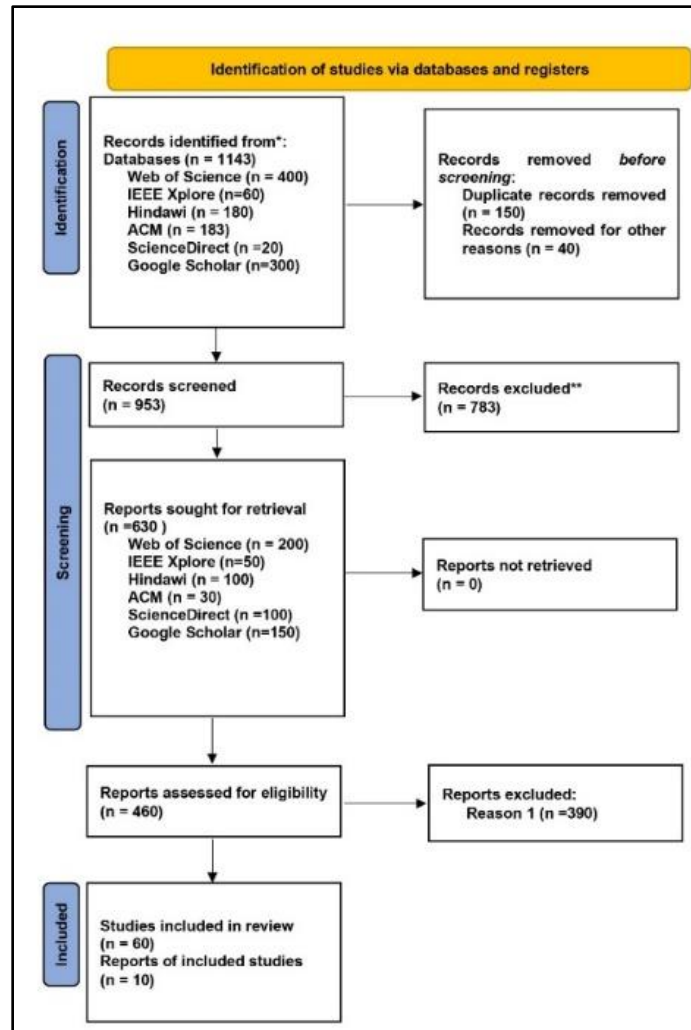 Identification of studies via databases and registers
Identification
Records identified from*:
Databases (n = 1143)
Web of Science (n = 400)
IEEE Xplore (n=60)
Hindawi (n = 180)
ACM (n = 183)
ScienceDirect (n =20)
Google Scholar (n=300)
Records removed before
screening:
Duplicate records removed
(n = 150)
Records removed for other
reasons (n = 40)
Screening
Records screened
(n = 953)
Records excluded**
(n = 783)
Reports sought for retrieval
(n =630 )
Web of Science (n = 200)
IEEE Xplore (n=50)
Hindawi (n = 100)
ACM (n = 30)
ScienceDirect (n =100)
Google Scholar (n=150)
Reports not retrieved
(n = 0)
Reports assessed for eligibility
(n = 460)
Reports excluded:
Reason 1 (n =390)
Included
Studies included in review
(n = 60)
Reports of included studies
(n = 10)